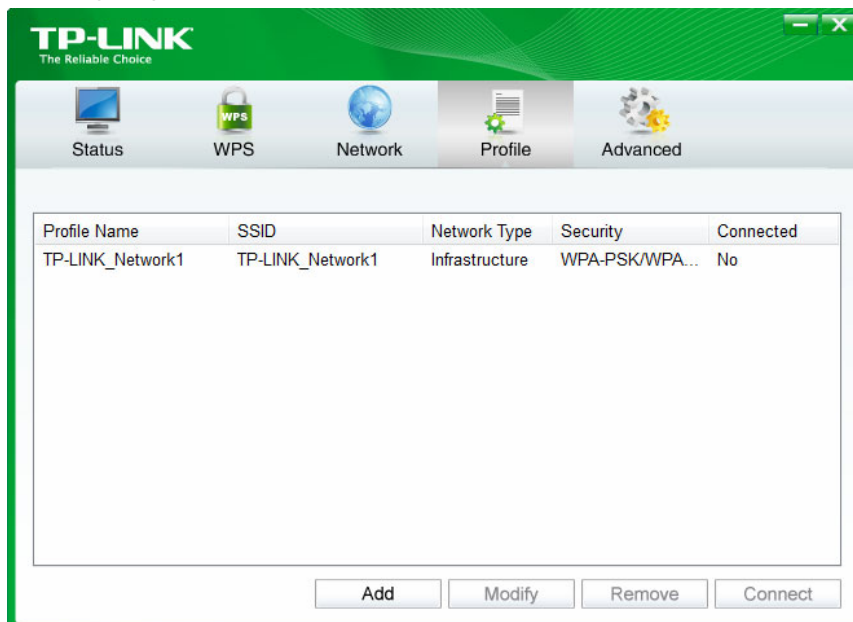 TP-LINK
The Reliable Choice
WPS
Status WPS Network Profile Advanced
Profile Name SSID Network Type Security Connected
TP-LINK_Network1 TP-LINK_Network1 Infrastructure WPA-PSK/WPA... No
Add Modify Remove Connect